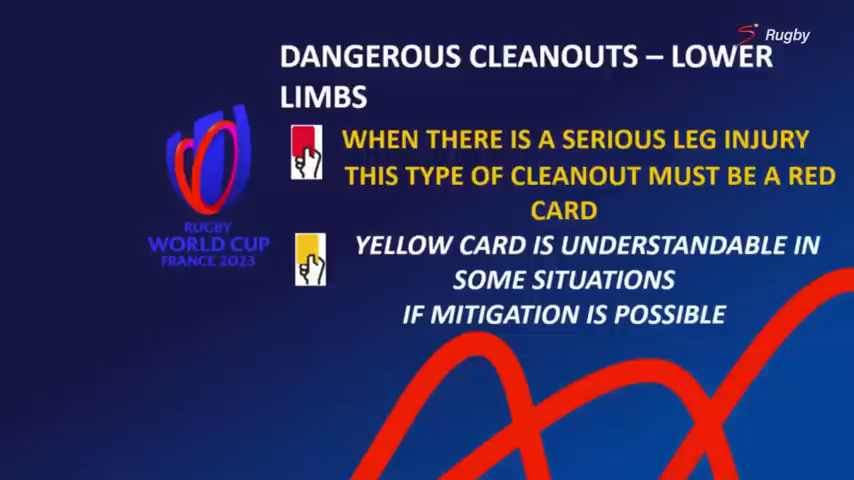 Rugby
DANGEROUS CLEANOUTS – LOWER
LIMBS
WHEN THERE IS A SERIOUS LEG INJURY
THIS TYPE OF CLEANOUT MUST BE A RED
CARD
RUGBY
WORLD CUP
FRANCE 2023
YELLOW CARD IS UNDERSTANDABLE IN
SOME SITUATIONS
IF MITIGATION IS POSSIBLE